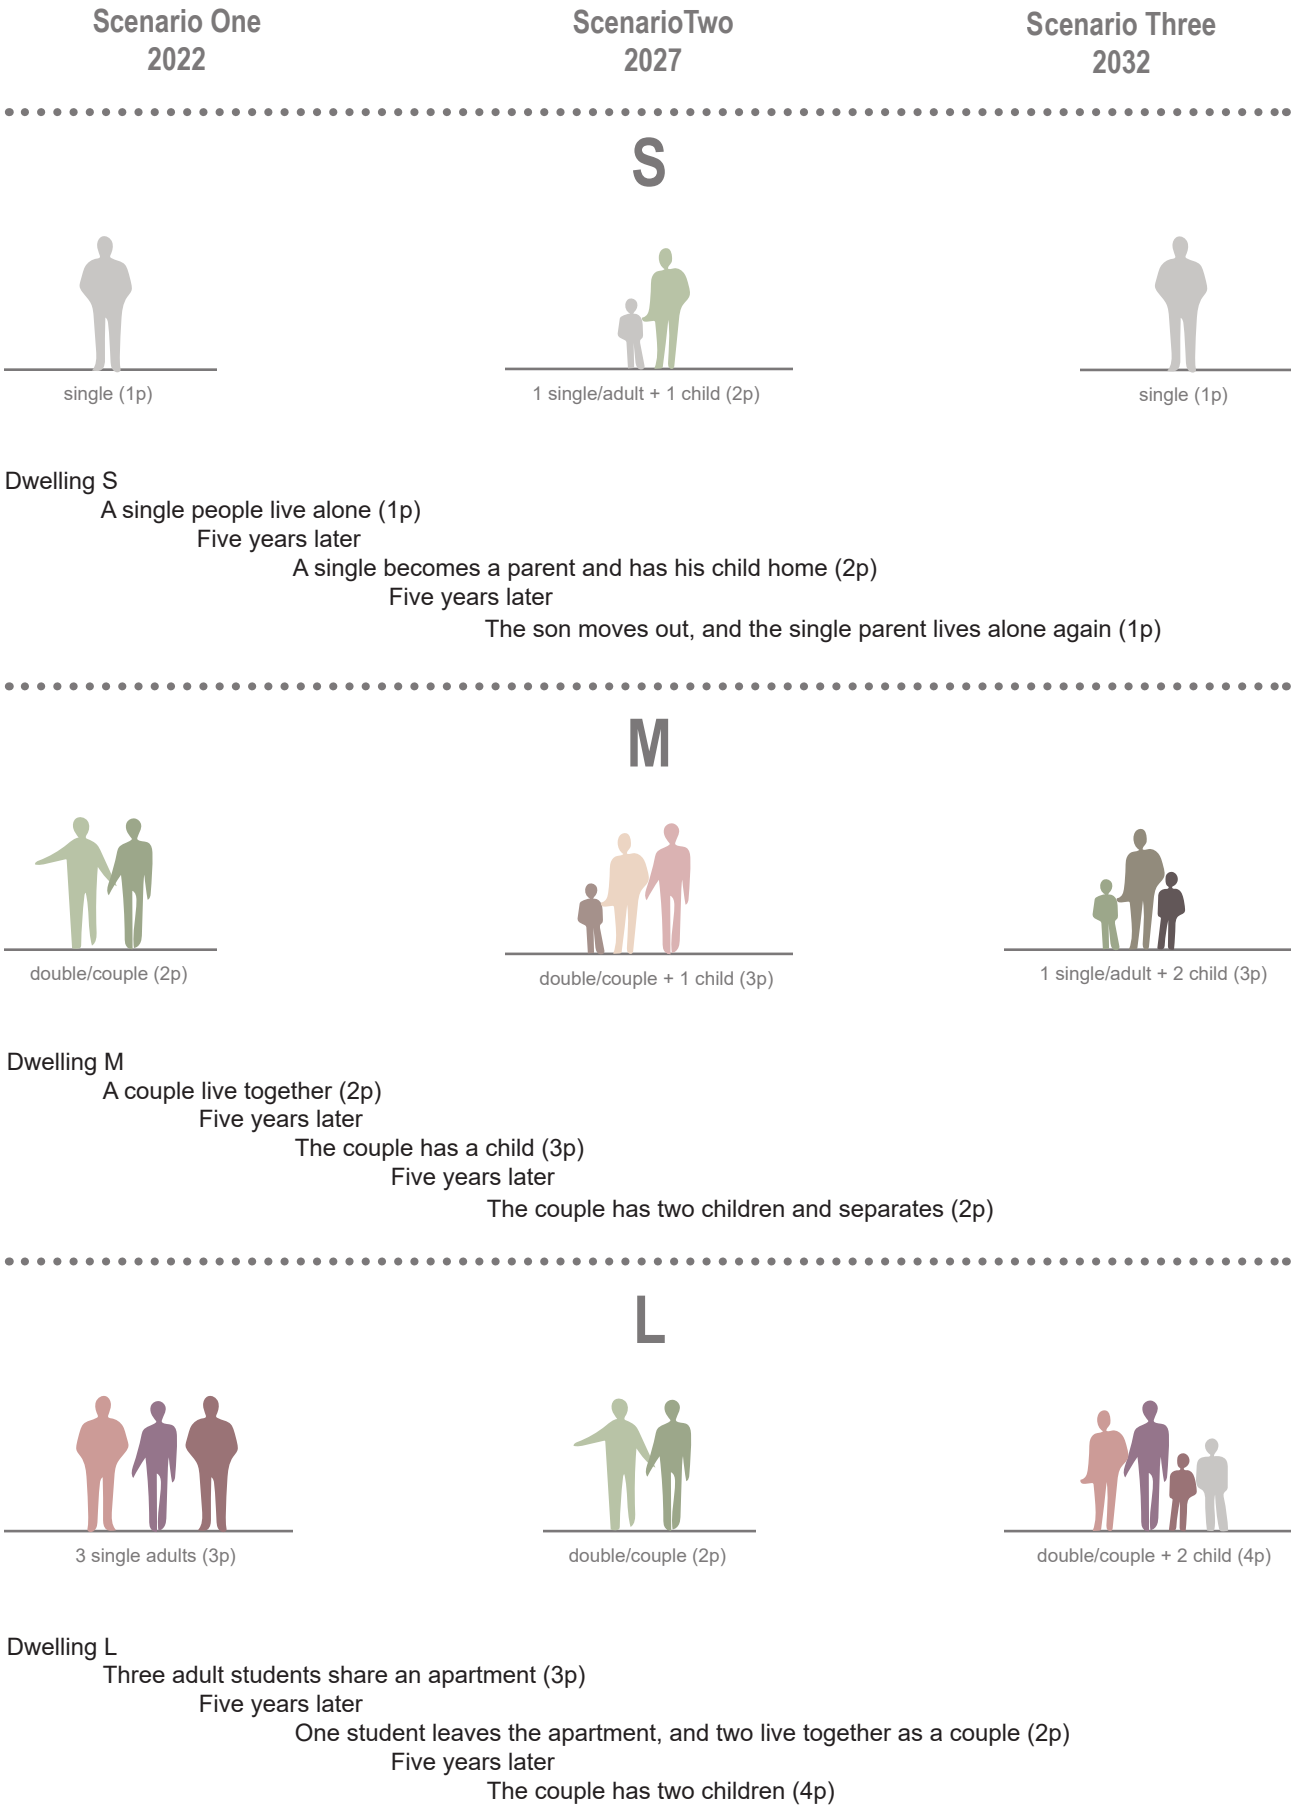 Scenario One
2022
ScenarioTwo
2027
Scenario Three
2032
S
single (1p)
1 single/adult + 1 child (2p)
single (1p)
Dwelling S
A single people live alone (1p)
Five years later
A single becomes a parent and has his child home (2p)
Five years later
The son moves out, and the single parent lives alone again (1p)
M
double/couple (2p)
double/couple + 1 child (3p)
1 single/adult + 2 child (3p)
Dwelling M
A couple live together (2p)
Five years later
The couple has a child (3p)
Five years later
The couple has two children and separates (2p)
L
3 single adults (3p)
double/couple (2p)
double/couple + 2 child (4p)
Dwelling L
Three adult students share an apartment (3p)
Five years later
One student leaves the apartment, and two live together as a couple (2p)
Five years later
The couple has two children (4p)